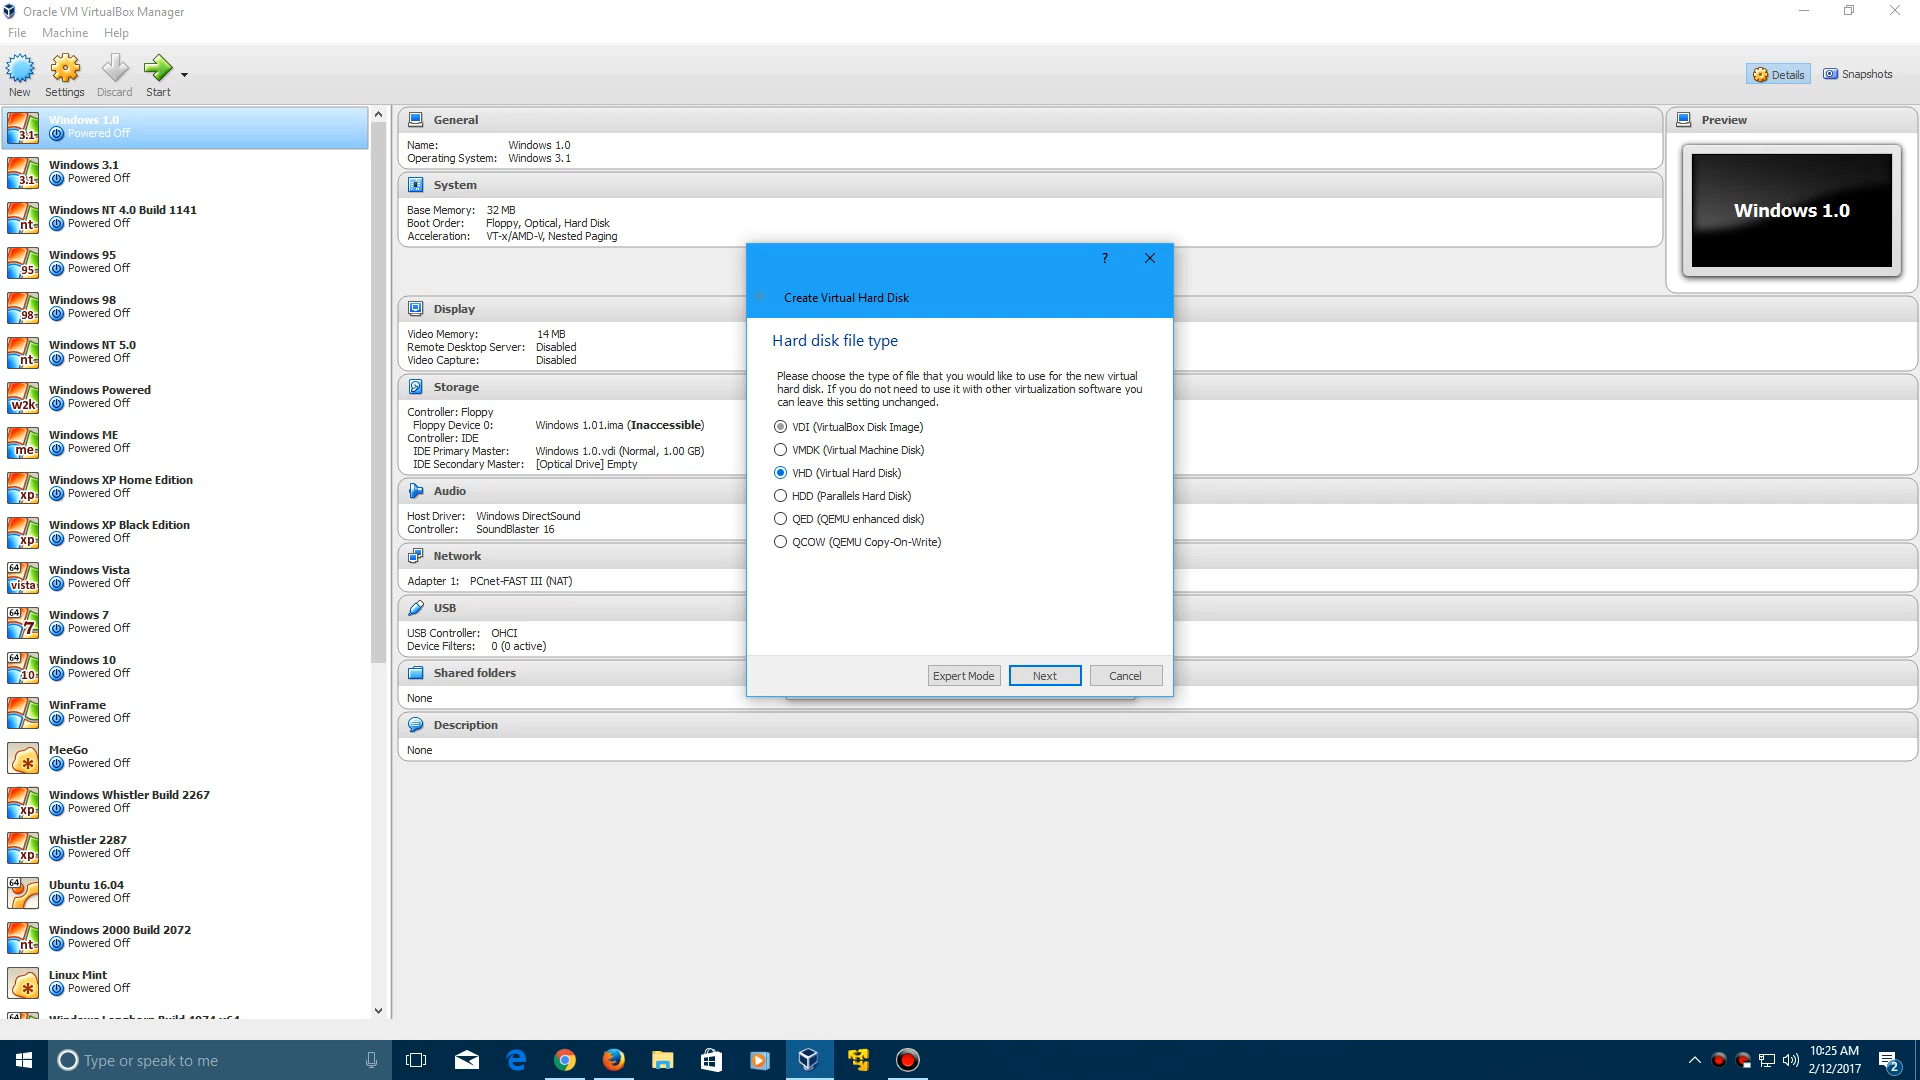 Oracle VM VirtualBox Manager
File Machine Help
New Settings Discard Start
Details Snapshots
Windows 1.0
Powered Off
Windows 3.1
Powered Off
Windows NT 4.0 Build 1141
Powered Off
Windows 95
Powered Off
Windows 98
Powered Off
Windows NT 5.0
Powered Off
Windows Powered
Powered Off
Windows ME
Powered Off
Windows XP Home Edition
Powered Off
Windows XP Black Edition
Powered Off
Windows Vista
Powered Off
Windows 7
Powered Off
Windows 10
Powered Off
WinFrame
Powered Off
MeeGo
Powered Off
Windows Whistler Build 2267
Powered Off
Whistler 2287
Powered Off
Ubuntu 16.04
Powered Off
Windows 2000 Build 2072
Powered Off
Linux Mint
Powered Off
General
Name: Windows 1.0
Operating System: Windows 3.1
System
Base Memory: 32 MB
Boot Order: Floppy, Optical, Hard Disk
Acceleration: VT-x/AMD-V, Nested Paging
Display
Video Memory: 14 MB
Remote Desktop Server: Disabled
Video Capture: Disabled
Storage
Controller: Floppy
Floppy Device 0: Windows 1.01.ima (Inaccessible)
Controller: IDE
IDE Primary Master: Windows 1.0.vdi (Normal, 1.00 GB)
IDE Secondary Master: [Optical Drive] Empty
Audio
Host Driver: Windows DirectSound
Controller: SoundBlaster 16
Network
Adapter 1: PCnet-FAST III (NAT)
USB
USB Controller: OHCI
Device Filters: 0 (0 active)
Shared folders
None
Description
None
Preview
Windows 1.0
?
Create Virtual Hard Disk
Hard disk file type
Please choose the type of file that you would like to use for the new virtual
hard disk. If you do not need to use it with other virtualization software you
can leave this setting unchanged.
VDI (VirtualBox Disk Image)
VMDK (Virtual Machine Disk)
VHD (Virtual Hard Disk)
HDD (Parallels Hard Disk)
QED (QEMU enhanced disk)
QCOW (QEMU Copy-On-Write)
Expert Mode Next Cancel
Type or speak to me
10:25 AM
2/12/2017
2